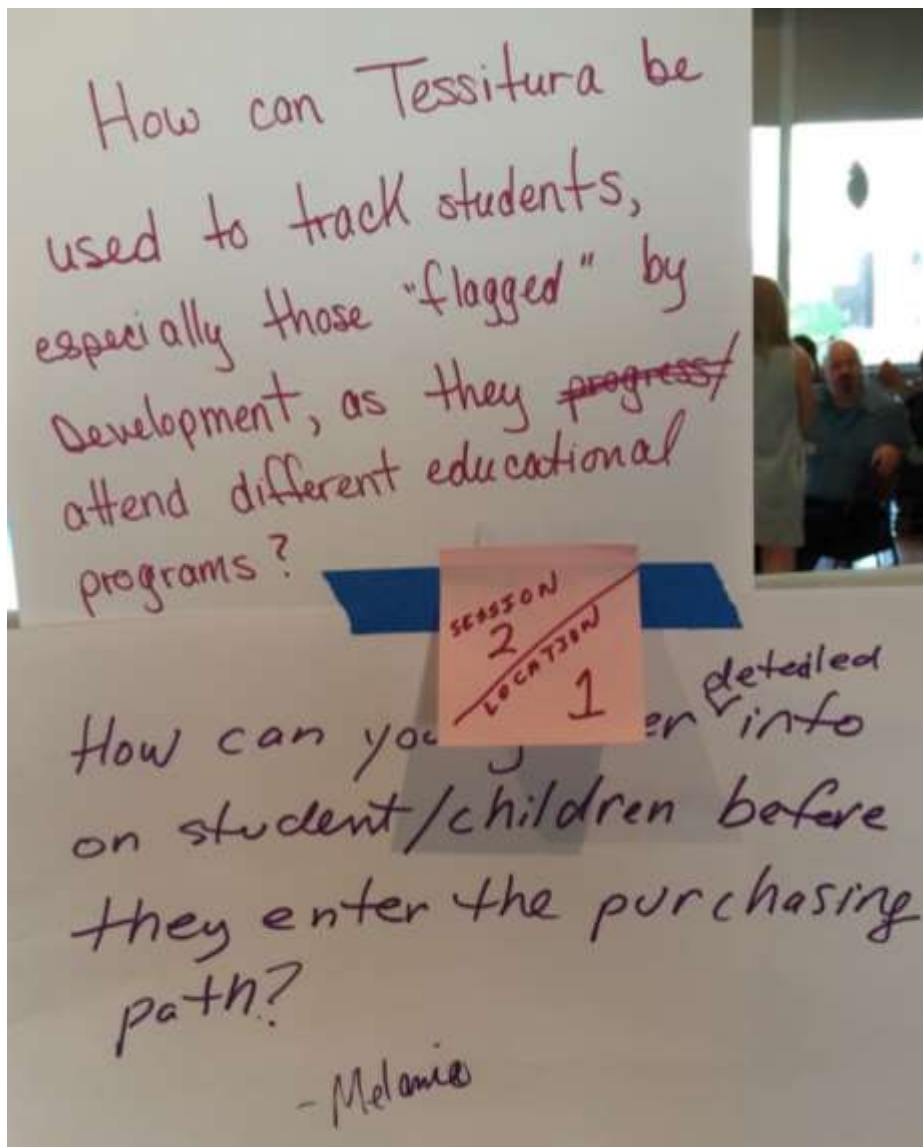 How can Tessitura be
used to track students,
especially those "flagged" by
Development, as they progress/
attend different educational
programs?
SESSION
2
LOCATION
1
detailed
How can you info
on student/children before
they enter the purchasing
path?
-Melanie